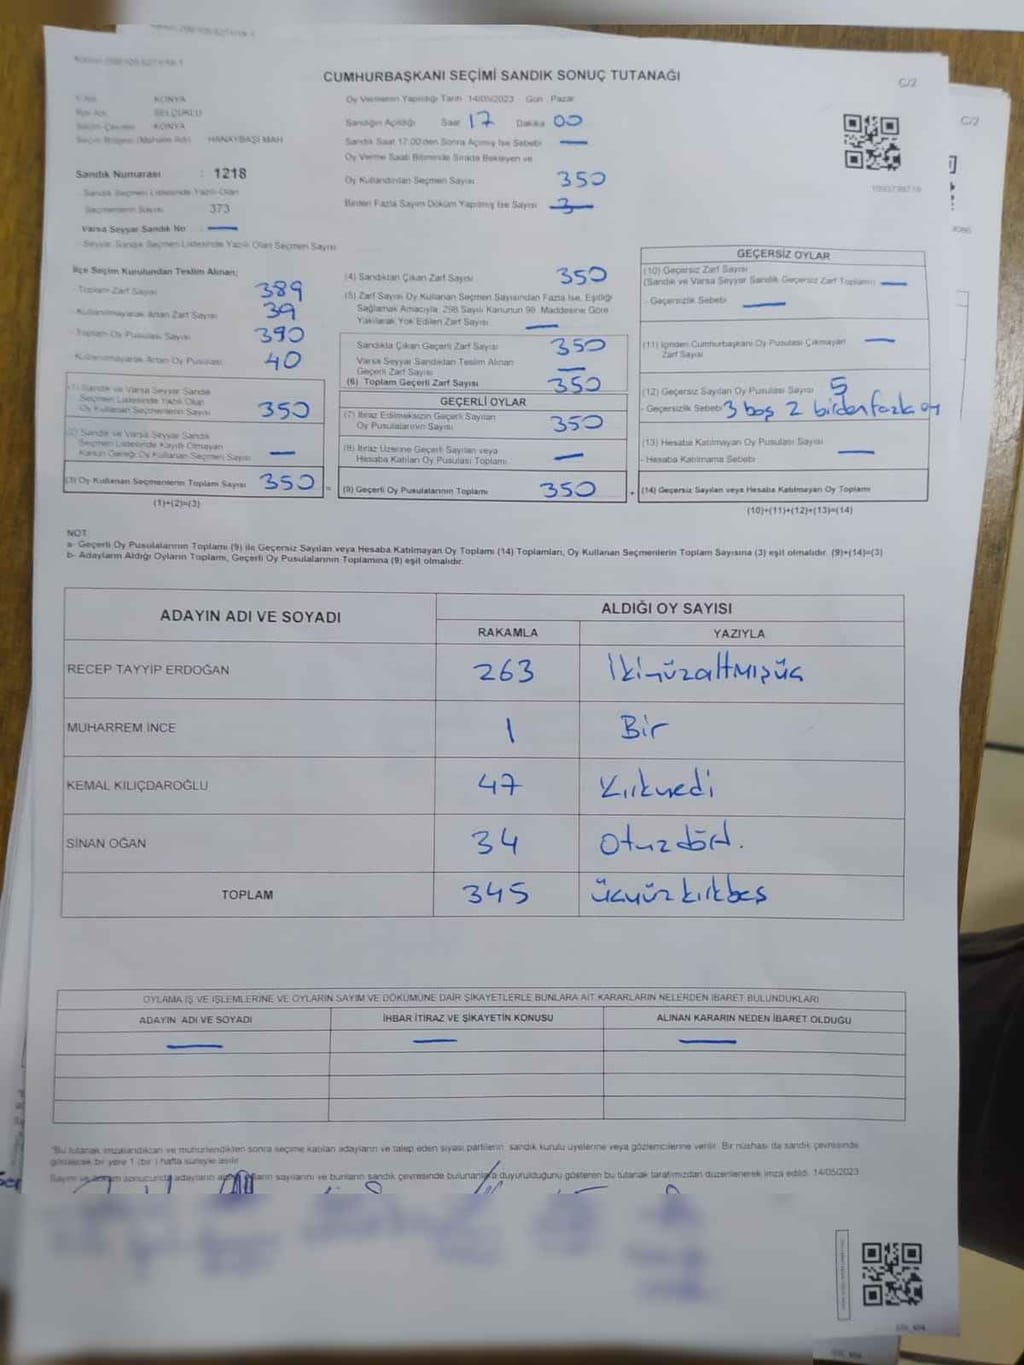 CUMHURBAŞKANI SEÇİMİ SANDIK SONUÇ TUTANAĞI
C/2
C/2
KONYA
SELÇUKLU
KONYA
HANAYBAŞI MAH
Sandık Numarası : 1218
Sandık Seçmen Listesinde Yazılı Olan
Seçmenlerin Sayısı 373
Varsa Seyyar Sandık No —
Seyyar Sandık Seçmen Listesinde Yazılı Olan Seçmen Sayısı
Oy Vermenin Yapıldığı Tarih 14/05/2023 Gün Pazar
Sandığın Açıldığı Saat 17 Dakika 00
Sandık Saat 17.00'den Sonra Açılmış İse Sebebi —
Oy Verme Saati Bitiminde Sırada Bekleyen ve
Oy Kullandırılan Seçmen Sayısı 350
Birden Fazla Sayım Döküm Yapılmış İse Sayısı 3
İlçe Seçim Kurulundan Teslim Alınan;
Toplam Zarf Sayısı 389
Kullanılmayarak Artan Zarf Sayısı 39
Toplam Oy Pusulası Sayısı 390
Kullanılmayarak Artan Oy Pusulası 40
(1) Sandık ve Varsa Seyyar Sandık
Seçmen Listesinde Yazılı Olan
Oy Kullanan Seçmenlerin Sayısı 350
(2) Sandık ve Varsa Seyyar Sandık
Seçmen Listesinde Kayıtlı Olmayan
Kanun Gereği Oy Kullanan Seçmen Sayısı —
(3) Oy Kullanan Seçmenlerin Toplam Sayısı 350
(1)+(2)=(3)
(4) Sandıktan Çıkan Zarf Sayısı 350
(5) Zarf Sayısı Oy Kullanan Seçmen Sayısından Fazla İse, Eşitliği
Sağlamak Amacıyla, 298 Sayılı Kanunun 98. Maddesine Göre
Yakılarak Yok Edilen Zarf Sayısı —
Sandıkla Çıkan Geçerli Zarf Sayısı 350
Varsa Seyyar Sandıktan Teslim Alınan
Geçerli Zarf Sayısı —
(6) Toplam Geçerli Zarf Sayısı 350
GEÇERLİ OYLAR
(7) İtiraz Edilmeksizin Geçerli Sayılan
Oy Pusulalarının Sayısı 350
(8) İtiraz Üzerine Geçerli Sayılan veya
Hesaba Katılan Oy Pusulası Toplamı —
(9) Geçerli Oy Pusulalarının Toplamı 350
GEÇERSİZ OYLAR
(10) Geçersiz Zarf Sayısı
(Sandık ve Varsa Seyyar Sandık Geçersiz Zarf Toplamı) —
- Geçersizlik Sebebi —
(11) İçinden Cumhurbaşkanı Oy Pusulası Çıkmayan —
Zarf Sayısı
(12) Geçersiz Sayılan Oy Pusulası Sayısı 5
- Geçersizlik Sebebi 3 boş 2 birden fazla oy
(13) Hesaba Katılmayan Oy Pusulası Sayısı
- Hesaba Katılmama Sebebi —
(14) Geçersiz Sayılan veya Hesaba Katılmayan Oy Toplamı
(10)+(11)+(12)+(13)=(14)
NOT:
a- Geçerli Oy Pusulalarının Toplamı (9) ile Geçersiz Sayılan veya Hesaba Katılmayan Oy Toplamı (14) Toplamları, Oy Kullanan Seçmenlerin Toplam Sayısına (3) eşit olmalıdır. (9)+(14)=(3)
b- Adayların Aldığı Oyların Toplamı, Geçerli Oy Pusulalarının Toplamına (9) eşit olmalıdır.
ADAYIN ADI VE SOYADI ALDIĞI OY SAYISI
RAKAMLA YAZIYLA
RECEP TAYYİP ERDOĞAN 263 İkiyüzaltmışüç
MUHARREM İNCE 1 Bir
KEMAL KILIÇDAROĞLU 47 Kırkyedi
SİNAN OĞAN 34 Otuzdört.
TOPLAM 345 üçyüzkırkbeş
OYLAMA İŞ VE İŞLEMLERİNE VE OYLARIN SAYIM VE DÖKÜMÜNE DAİR ŞİKAYETLERLE BUNLARA AİT KARARLARIN NELERDEN İBARET BULUNDUKLARI
ADAYIN ADI VE SOYADI İHBAR İTİRAZ VE ŞİKAYETİN KONUSU ALINAN KARARIN NEDEN İBARET OLDUĞU
— — —
"Bu tutanak imzalandıktan ve mühürlendikten sonra seçime katılan adayların ve talep eden siyasi partilerin, sandık kurulu üyelerine veya gözlemcilerine verilir. Bir nüshası da sandık çevresinde
görülecek bir yere 1 (bir) hafta süreyle asılır.
Sayım ve döküm sonucunda adayların sayılarını ve bunların sandık çevresinde bulunanlara duyurulduğunu gösteren bu tutanak tarafımızdan düzenlenerek imza edildi. 14/05/2023